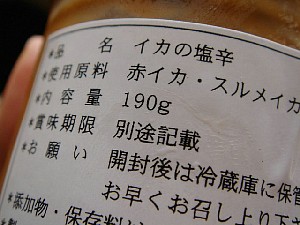 *品　名　イカの塩辛
*使用原料　赤イカ・スルメイカ
*内容量　190g
*賞味期限　別途記載
*お願い　開封後は冷蔵庫に保管
お早くお召し上り下さ
*添加物・保存料